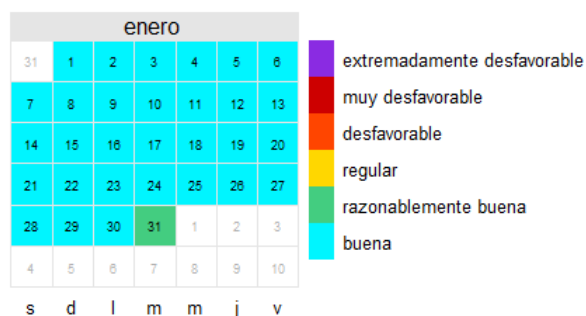 enero
31 1 2 3 4 5 6
7 8 9 10 11 12 13
14 15 16 17 18 19 20
21 22 23 24 25 26 27
28 29 30 31 1 2 3
4 5 6 7 8 9 10
s d l m m j v
extremadamente desfavorable
muy desfavorable
desfavorable
regular
razonablemente buena
buena